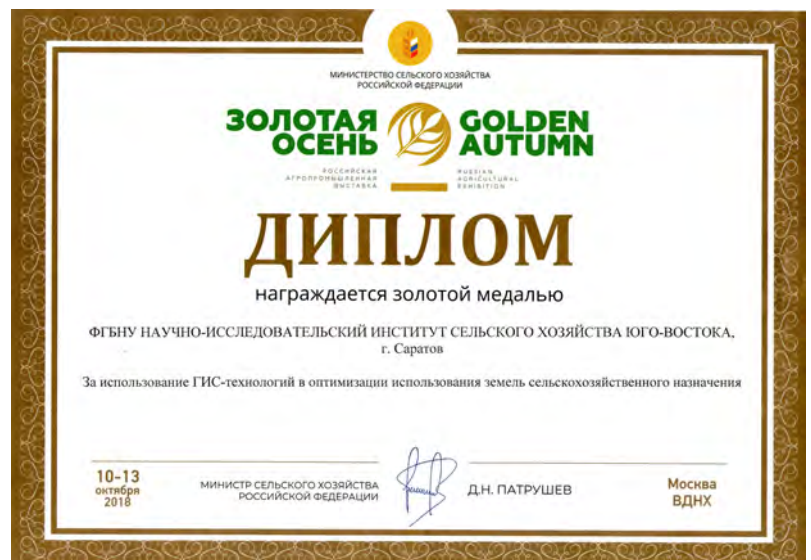 МИНИСТЕРСТВО СЕЛЬСКОГО ХОЗЯЙСТВА
РОССИЙСКОЙ ФЕДЕРАЦИИ
ЗОЛОТАЯ
ОСЕНЬ
GOLDEN
AUTUMN
РОССИЙСКАЯ
АГРОПРОМЫШЛЕННАЯ
ВЫСТАВКА
RUSSIAN
AGRICULTURAL
EXHIBITION
ДИПЛОМ
награждается золотой медалью
ФГБНУ НАУЧНО-ИССЛЕДОВАТЕЛЬСКИЙ ИНСТИТУТ СЕЛЬСКОГО ХОЗЯЙСТВА ЮГО-ВОСТОКА,
г. Саратов
За использование ГИС-технологий в оптимизации использования земель сельскохозяйственного назначения
10-13
октября
2018
МИНИСТР СЕЛЬСКОГО ХОЗЯЙСТВА
РОССИЙСКОЙ ФЕДЕРАЦИИ
Д.Н. ПАТРУШЕВ
Москва
ВДНХ